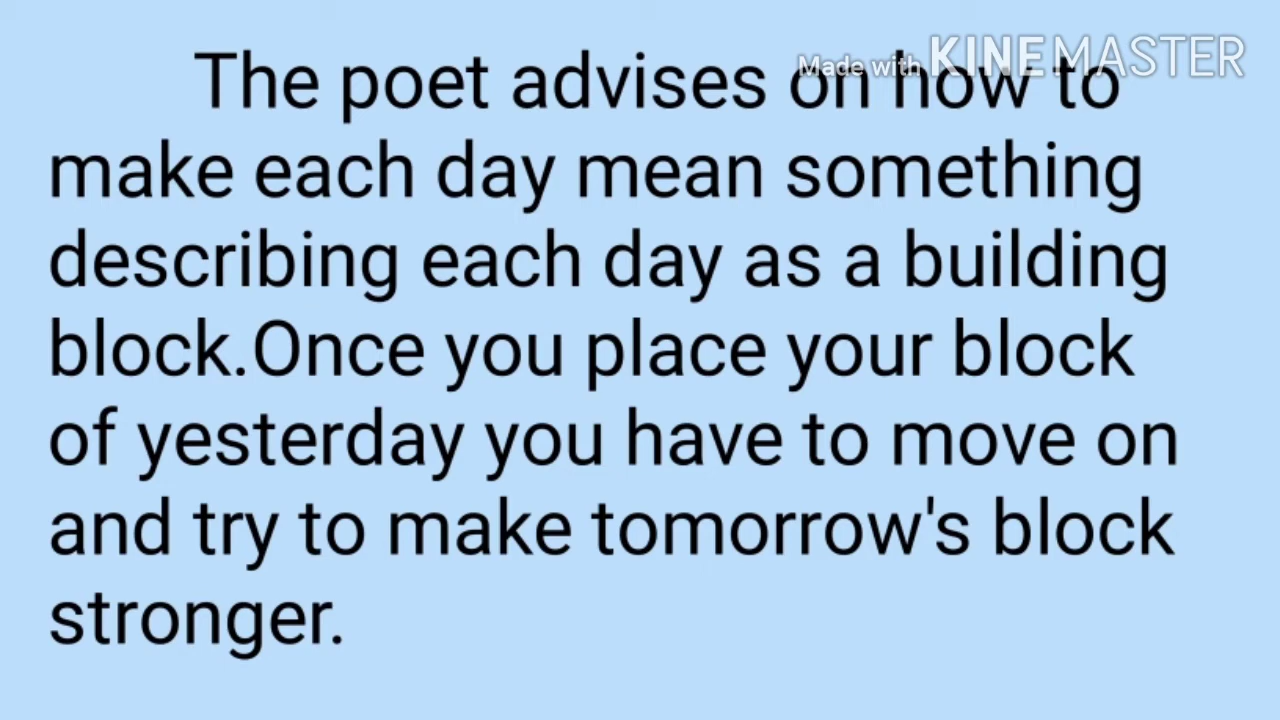 Made with KINEMASTER
The poet advises on how to
make each day mean something
describing each day as a building
block.Once you place your block
of yesterday you have to move on
and try to make tomorrow's block
stronger.